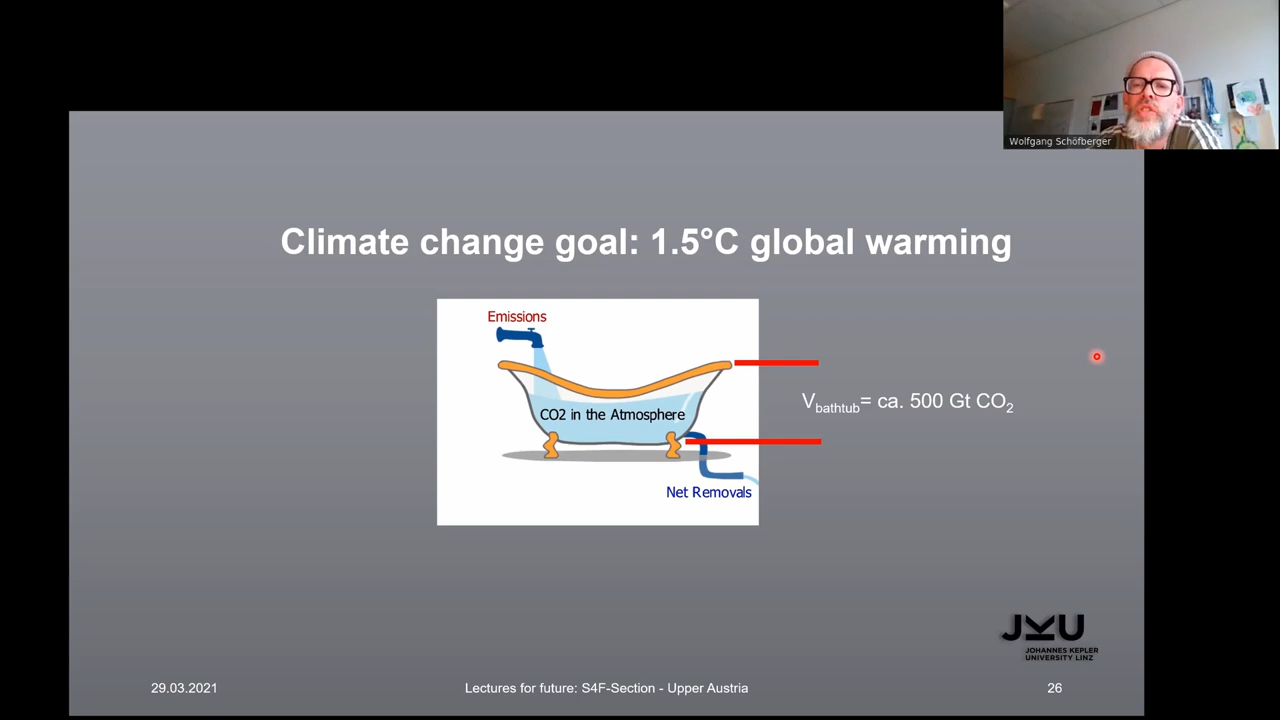 Wolfgang Schöfberger
Climate change goal: 1.5°C global warming
Emissions
CO2 in the Atmosphere
Net Removals
Vbathtub= ca. 500 Gt CO2
JKU
JOHANNES KEPLER
UNIVERSITY LINZ
29.03.2021
Lectures for future: S4F-Section - Upper Austria
26